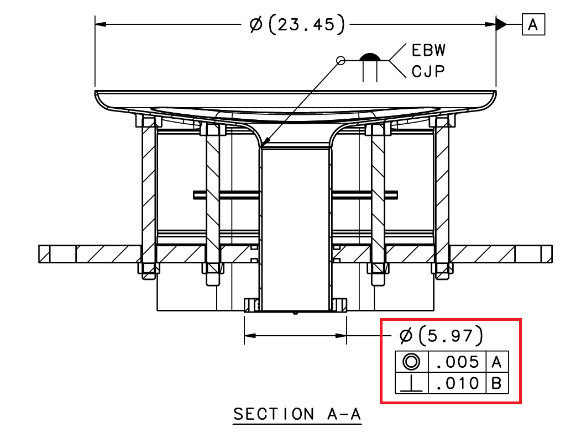 Ø(23.45)
A
EBW
CJP
Ø(5.97)
◎ .005 A
⊥ .010 B
SECTION A-A